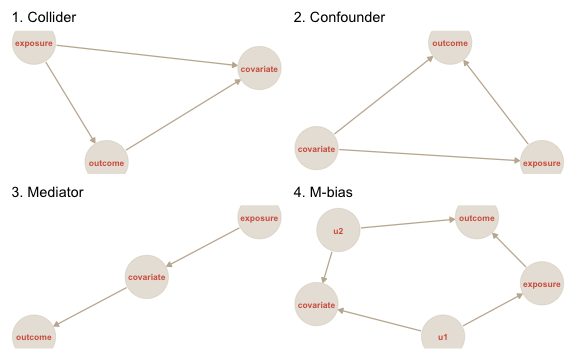 1. Collider
exposure
covariate
outcome
2. Confounder
outcome
covariate
exposure
3. Mediator
exposure
covariate
outcome
4. M-bias
outcome
u2
exposure
covariate
u1